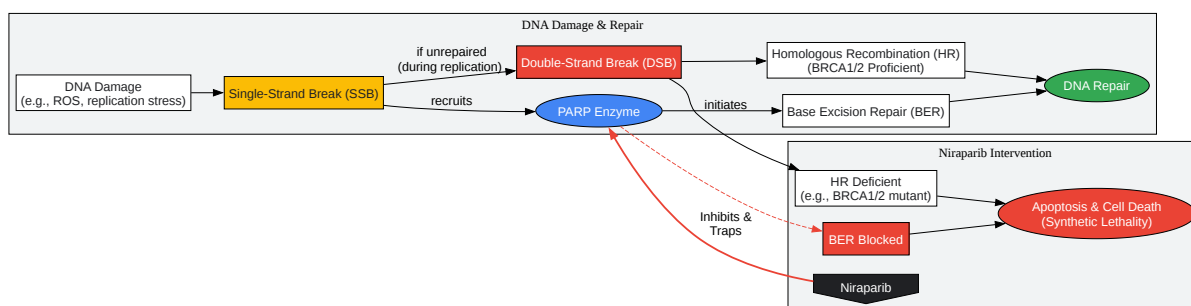 DNA Damage & Repair
DNA Damage
(e.g., ROS, replication stress)
Single-Strand Break (SSB)
if unrepaired
(during replication)
recruits
Double-Strand Break (DSB)
PARP Enzyme
initiates
Homologous Recombination (HR)
(BRCA1/2 Proficient)
Base Excision Repair (BER)
DNA Repair
Niraparib Intervention
HR Deficient
(e.g., BRCA1/2 mutant)
Apoptosis & Cell Death
(Synthetic Lethality)
Inhibits &
Traps
BER Blocked
Niraparib